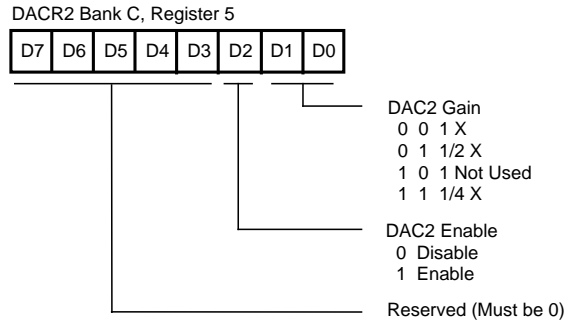 DACR2 Bank C, Register 5
D7 D6 D5 D4 D3 D2 D1 D0
DAC2 Gain
0 0 1 X
0 1 1/2 X
1 0 1 Not Used
1 1 1/4 X
DAC2 Enable
0 Disable
1 Enable
Reserved (Must be 0)